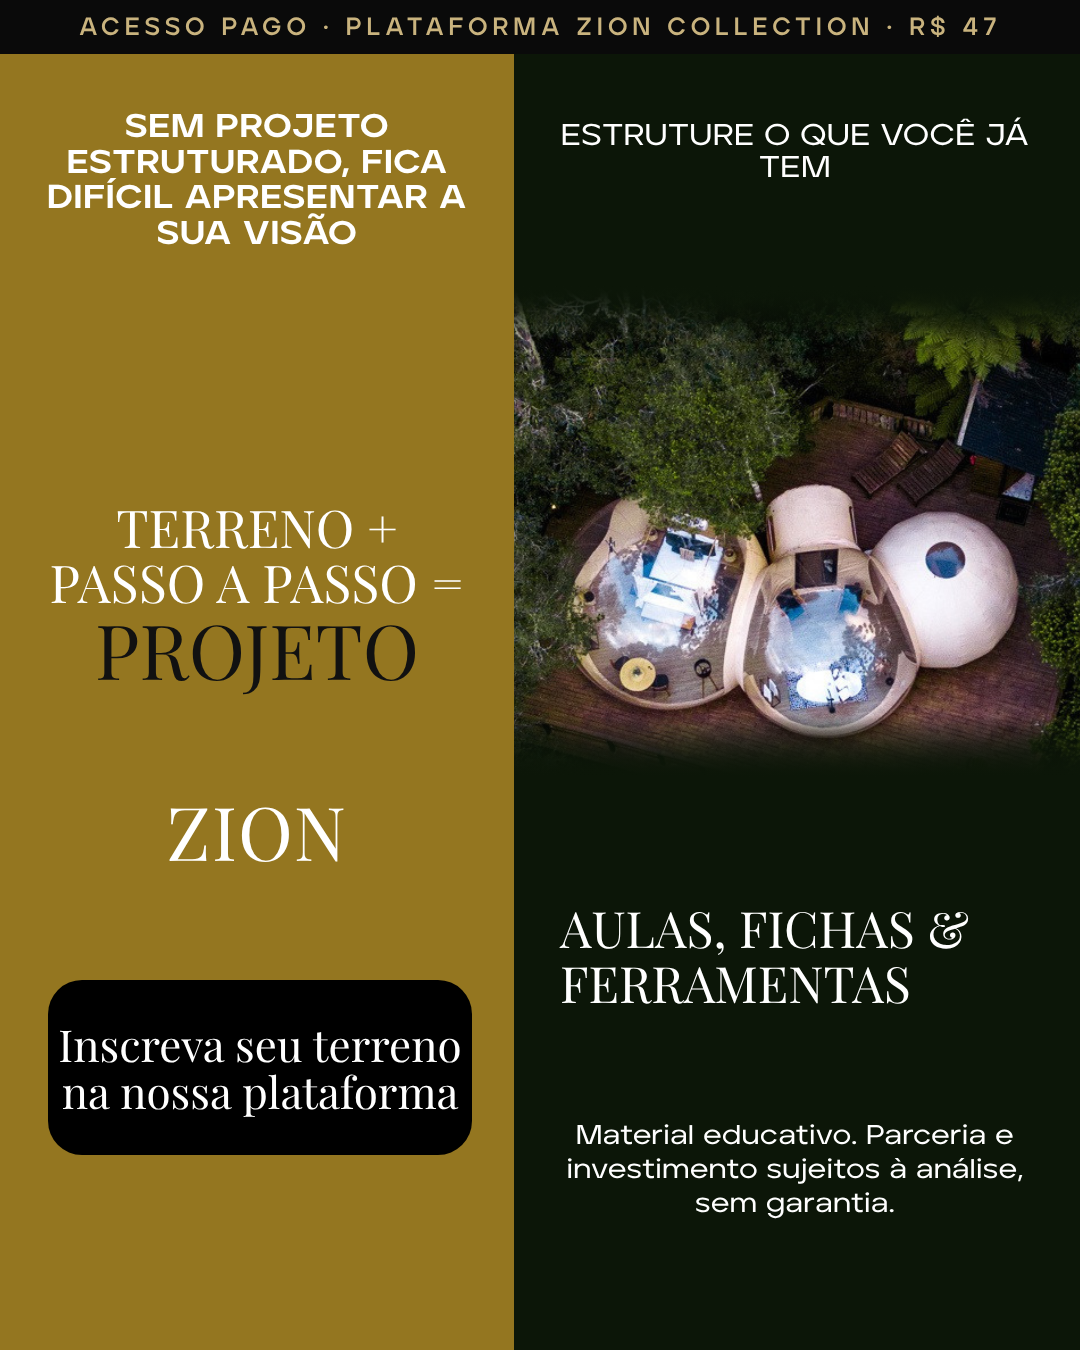 ACESSO PAGO · PLATAFORMA ZION COLLECTION · R$ 47
SEM PROJETO
ESTRUTURADO, FICA
DIFÍCIL APRESENTAR A
SUA VISÃO
TERRENO +
PASSO A PASSO =
PROJETO
ZION
Inscreva seu terreno
na nossa plataforma
ESTRUTURE O QUE VOCÊ JÁ
TEM
AULAS, FICHAS &
FERRAMENTAS
Material educativo. Parceria e
investimento sujeitos à análise,
sem garantia.